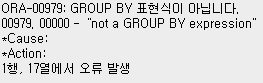 ORA-00979: GROUP BY 표현식이 아닙니다.
00979, 00000 -  "not a GROUP BY expression"
*Cause:
*Action:
1행, 17열에서 오류 발생